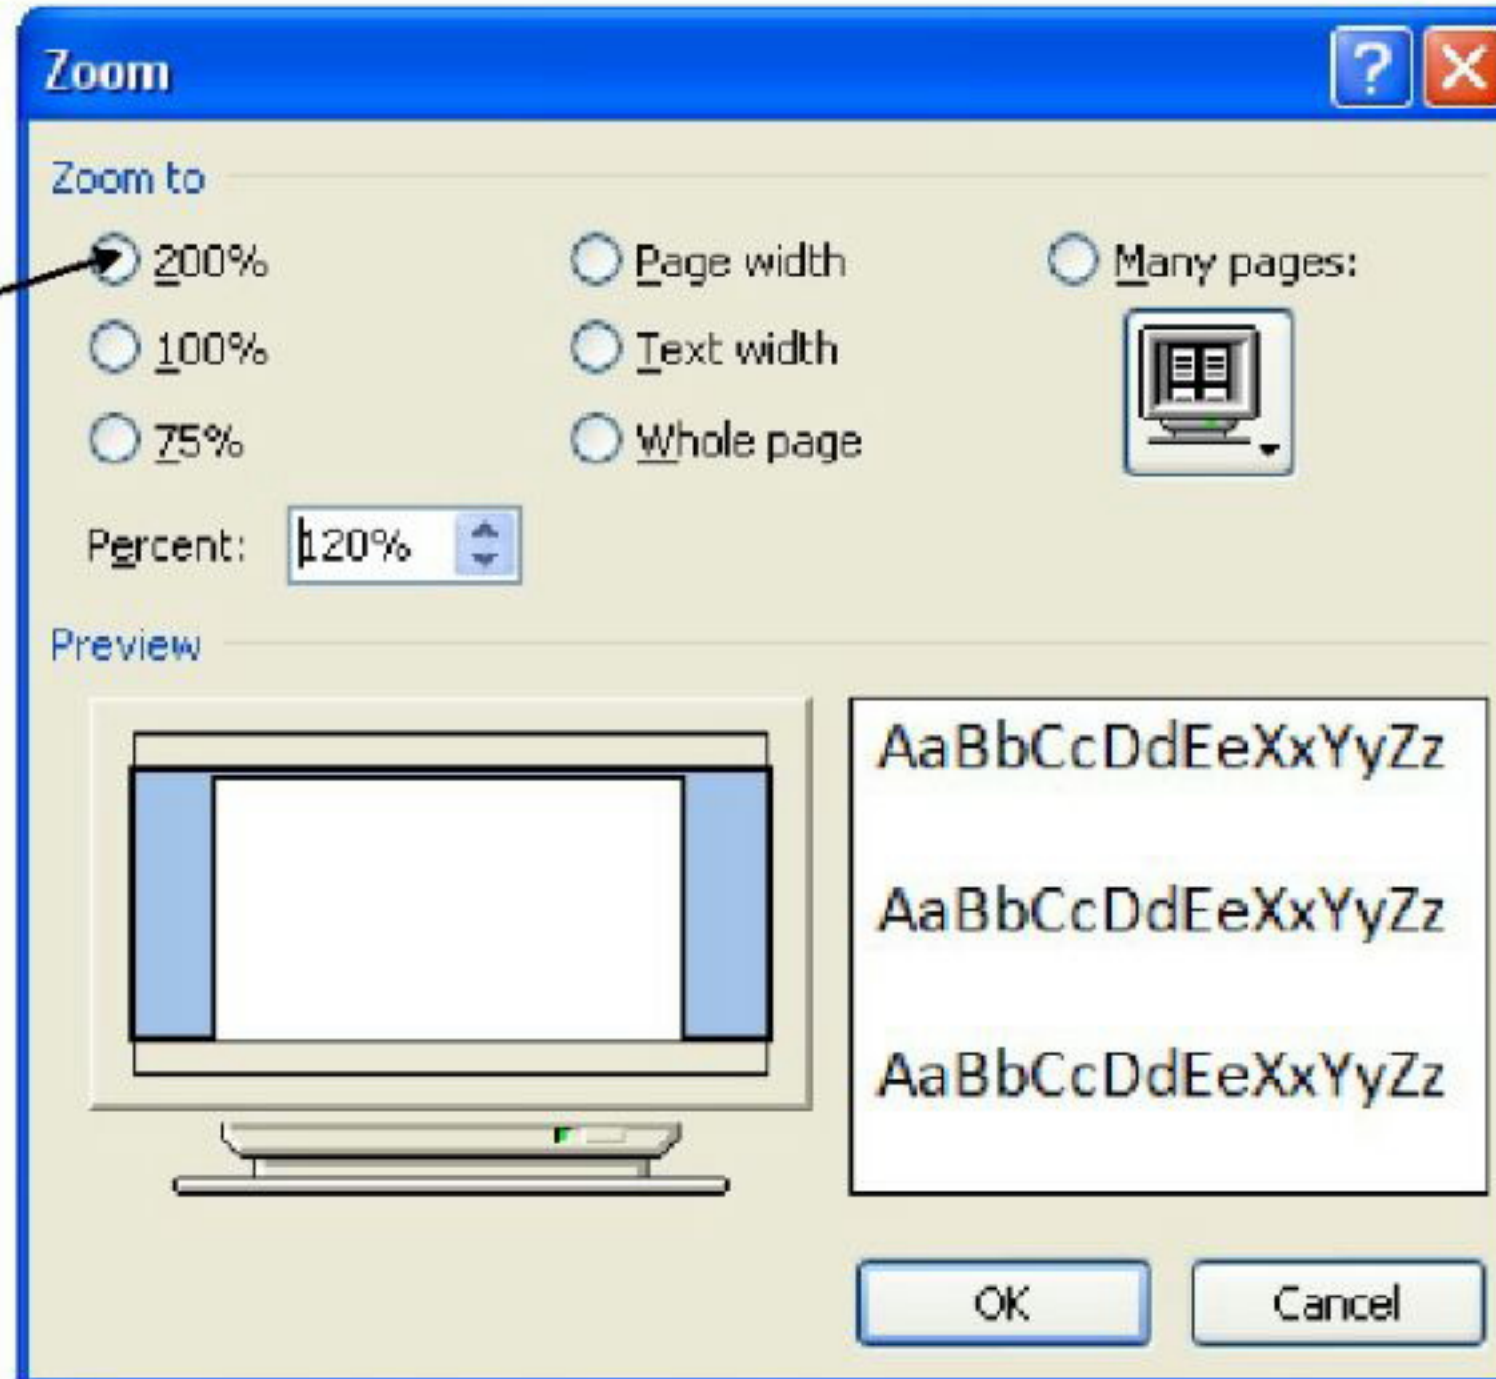 Zoom
Zoom to
200% Page width Many pages:
100% Text width
75% Whole page
Percent: 120%
Preview
AaBbCcDdEeXxYyZz
AaBbCcDdEeXxYyZz
AaBbCcDdEeXxYyZz
OK Cancel